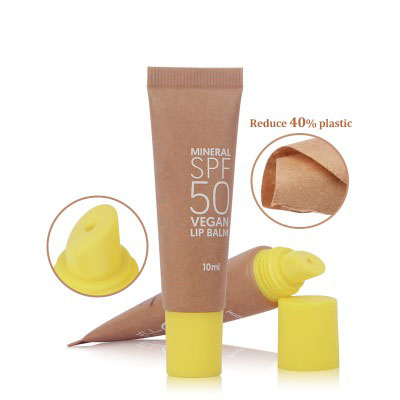 Reduce 40% plastic
MINERAL
SPF
50
VEGAN
LIP BALM
10ml